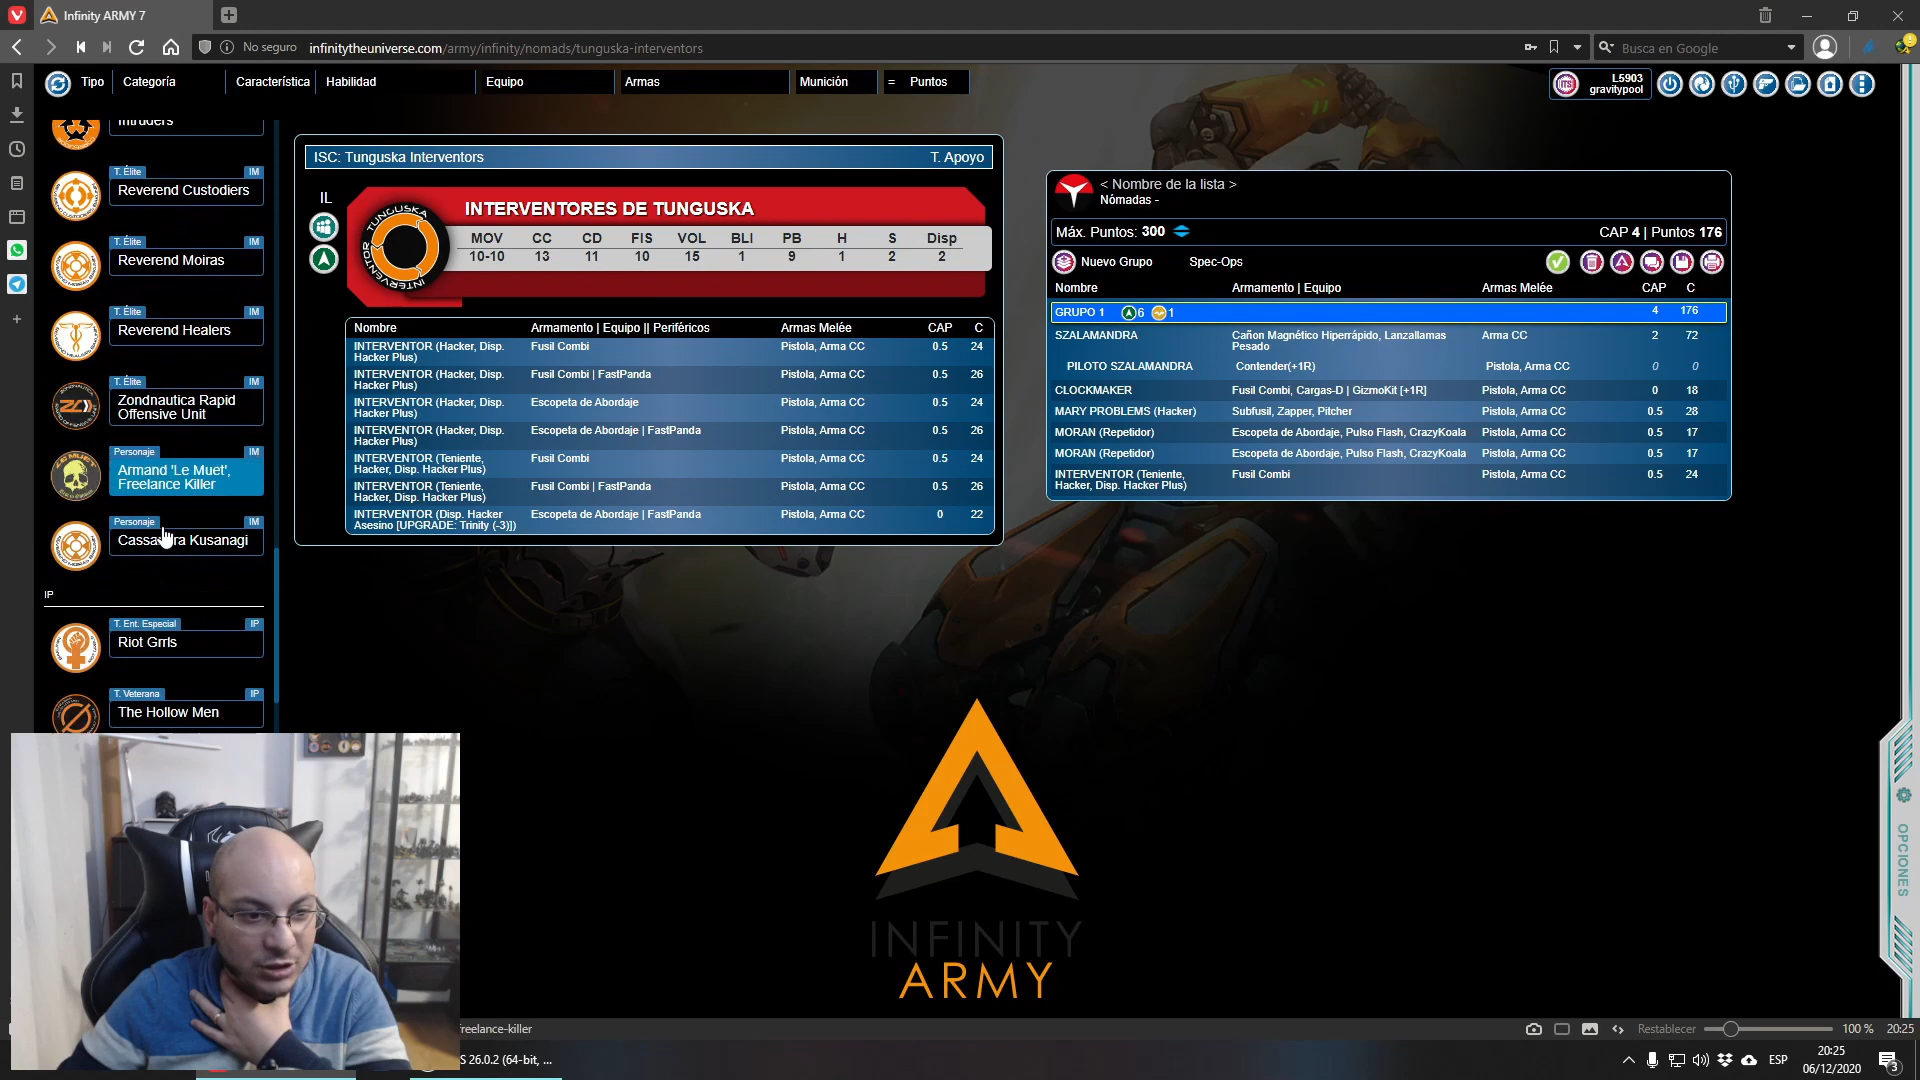 Infinity ARMY 7
No seguro infinitytheuniverse.com/army/infinity/nomads/tunguska-interventors
Busca en Google
Tipo Categoría Característica Habilidad Equipo Armas Munición = Puntos
L5903
gravitypool
Intruders
T. Élite IM
Reverend Custodiers
T. Élite IM
Reverend Moiras
T. Élite IM
Reverend Healers
T. Élite IM
Zondnautica Rapid
Offensive Unit
Personaje IM
Armand 'Le Muet',
Freelance Killer
Personaje IM
Cassandra Kusanagi
IP
T. Ent. Especial IP
Riot Grrls
T. Veterana IP
The Hollow Men
ISC: Tunguska Interventors T. Apoyo
IL
TUNGUSKA
INTERVENTOR
INTERVENTORES DE TUNGUSKA
MOV CC CD FIS VOL BLI PB H S Disp
10-10 13 11 10 15 1 9 1 2 2
Nombre Armamento | Equipo || Periféricos Armas Melée CAP C
INTERVENTOR (Hacker, Disp.
Hacker Plus) Fusil Combi Pistola, Arma CC 0.5 24
INTERVENTOR (Hacker, Disp.
Hacker Plus) Fusil Combi | FastPanda Pistola, Arma CC 0.5 26
INTERVENTOR (Hacker, Disp.
Hacker Plus) Escopeta de Abordaje Pistola, Arma CC 0.5 24
INTERVENTOR (Hacker, Disp.
Hacker Plus) Escopeta de Abordaje | FastPanda Pistola, Arma CC 0.5 26
INTERVENTOR (Teniente,
Hacker, Disp. Hacker Plus) Fusil Combi Pistola, Arma CC 0.5 24
INTERVENTOR (Teniente,
Hacker, Disp. Hacker Plus) Fusil Combi | FastPanda Pistola, Arma CC 0.5 26
INTERVENTOR (Disp. Hacker
Asesino [UPGRADE: Trinity (-3)]) Escopeta de Abordaje | FastPanda Pistola, Arma CC 0 22
< Nombre de la lista >
Nómadas -
Máx. Puntos: 300 CAP 4 | Puntos 176
Nuevo Grupo Spec-Ops
Nombre Armamento | Equipo Armas Melée CAP C
GRUPO 1 6 1 4 176
SZALAMANDRA Cañon Magnético Hiperrápido, Lanzallamas
Pesado Arma CC 2 72
PILOTO SZALAMANDRA Contender(+1R) Pistola, Arma CC 0 0
CLOCKMAKER Fusil Combi, Cargas-D | GizmoKit [+1R] Pistola, Arma CC 0 18
MARY PROBLEMS (Hacker) Subfusil, Zapper, Pitcher Pistola, Arma CC 0.5 28
MORAN (Repetidor) Escopeta de Abordaje, Pulso Flash, CrazyKoala Pistola, Arma CC 0.5 17
MORAN (Repetidor) Escopeta de Abordaje, Pulso Flash, CrazyKoala Pistola, Arma CC 0.5 17
INTERVENTOR (Teniente,
Hacker, Disp. Hacker Plus) Fusil Combi Pistola, Arma CC 0.5 24
INFINITY
ARMY
OPCIONES
freelance-killer
Restablecer 100 % 20:25
S 26.0.2 (64-bit, ...
ESP
20:25
06/12/2020
3